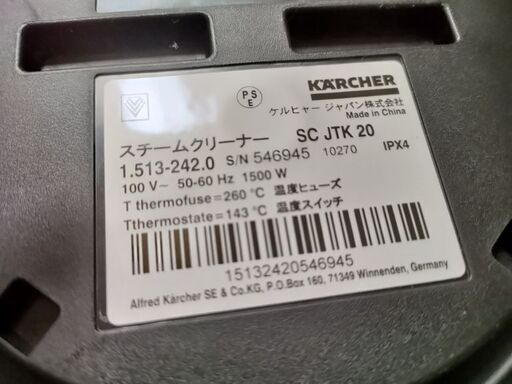 PS
E
KÄRCHER
ケルヒャー ジャパン株式会社
Made in China
スチームクリーナー SC JTK 20
1.513-242.0 S/N 546945 10270 IPX4
100 V~ 50-60 Hz 1500 W
T thermofuse=260 °C 温度ヒューズ
Tthermostate=143 °C 温度スイッチ
15132420546945
Alfred Kärcher SE & Co.KG, P.O.Box 160, 71349 Winnenden, Germany